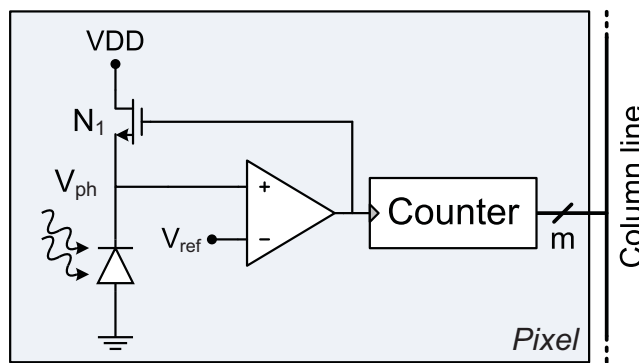 VDD
N1
Vph
+
Vref
−
Counter
m
Column line
Pixel